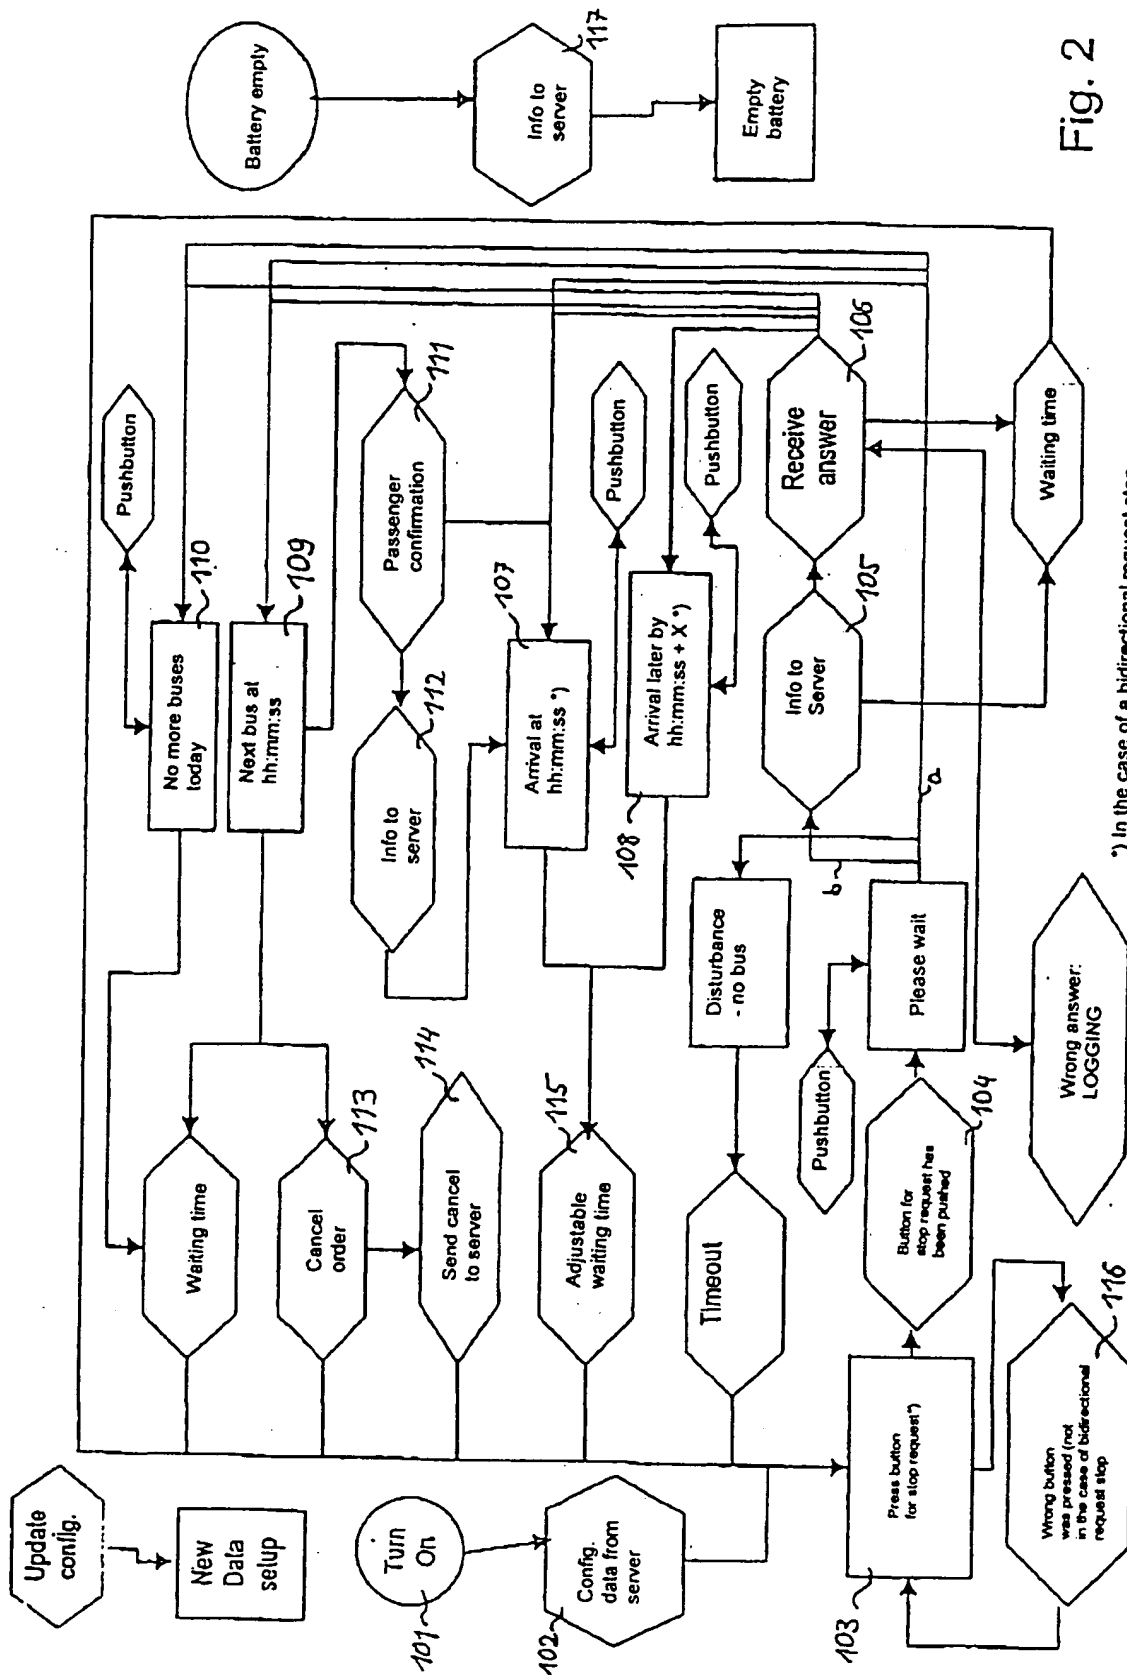 Update
config.
New
Data
setup
Turn
On
101
Config.
data from
server
102
Press button
for stop request*)
103
Wrong button
was pressed (not
in the case of bidirectional
request stop
116
Waiting time
Cancel
order
113
Send cancel
to server
114
Adjustable
waiting time
115
Timeout
Button for
stop request has
been pushed
104
Pushbutton
Please wait
Wrong answer:
LOGGING
Disturbance
- no bus
b
a
No more buses
today
110
Pushbutton
Next bus at
hh:mm:ss
109
Passenger
confirmation
111
Info to
server
112
Arrival at
hh:mm:ss *)
107
Pushbutton
Arrival later by
hh:mm:ss + X *)
108
Pushbutton
Info to
Server
105
Receive
answer
106
Waiting time
*) In the case of a bidirectional request stop
Battery empty
Info to
server
117
Empty
battery
Fig. 2